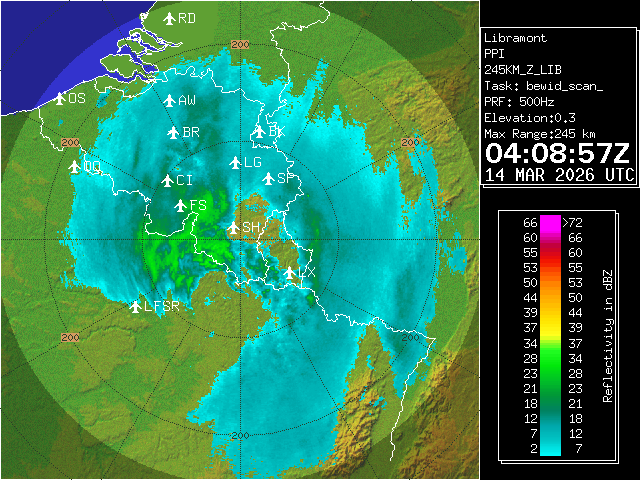 Libramont
PPI
245KM_Z_LIB
Task: bewid_scan_
PRF: 500Hz
Elevation:0.3
Max Range:245 km
04:08:57Z
14 MAR 2026 UTC
RD
200
OS
AW
BR
200
LG
200
CI
SP
FS
SH
LX
LFSR
200
200
200
66 >72
60 66
55 60
53 55
50 53
44 50
39 44
37 39
34 37
28 34
23 28
21 23
18 21
12 18
7 12
2 7
Reflectivity in dBZ